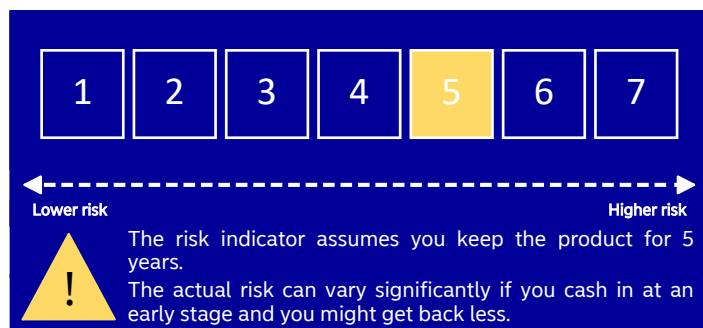 1 2 3 4 5 6 7
Lower risk Higher risk
!
The risk indicator assumes you keep the product for 5
years.
The actual risk can vary significantly if you cash in at an
early stage and you might get back less.